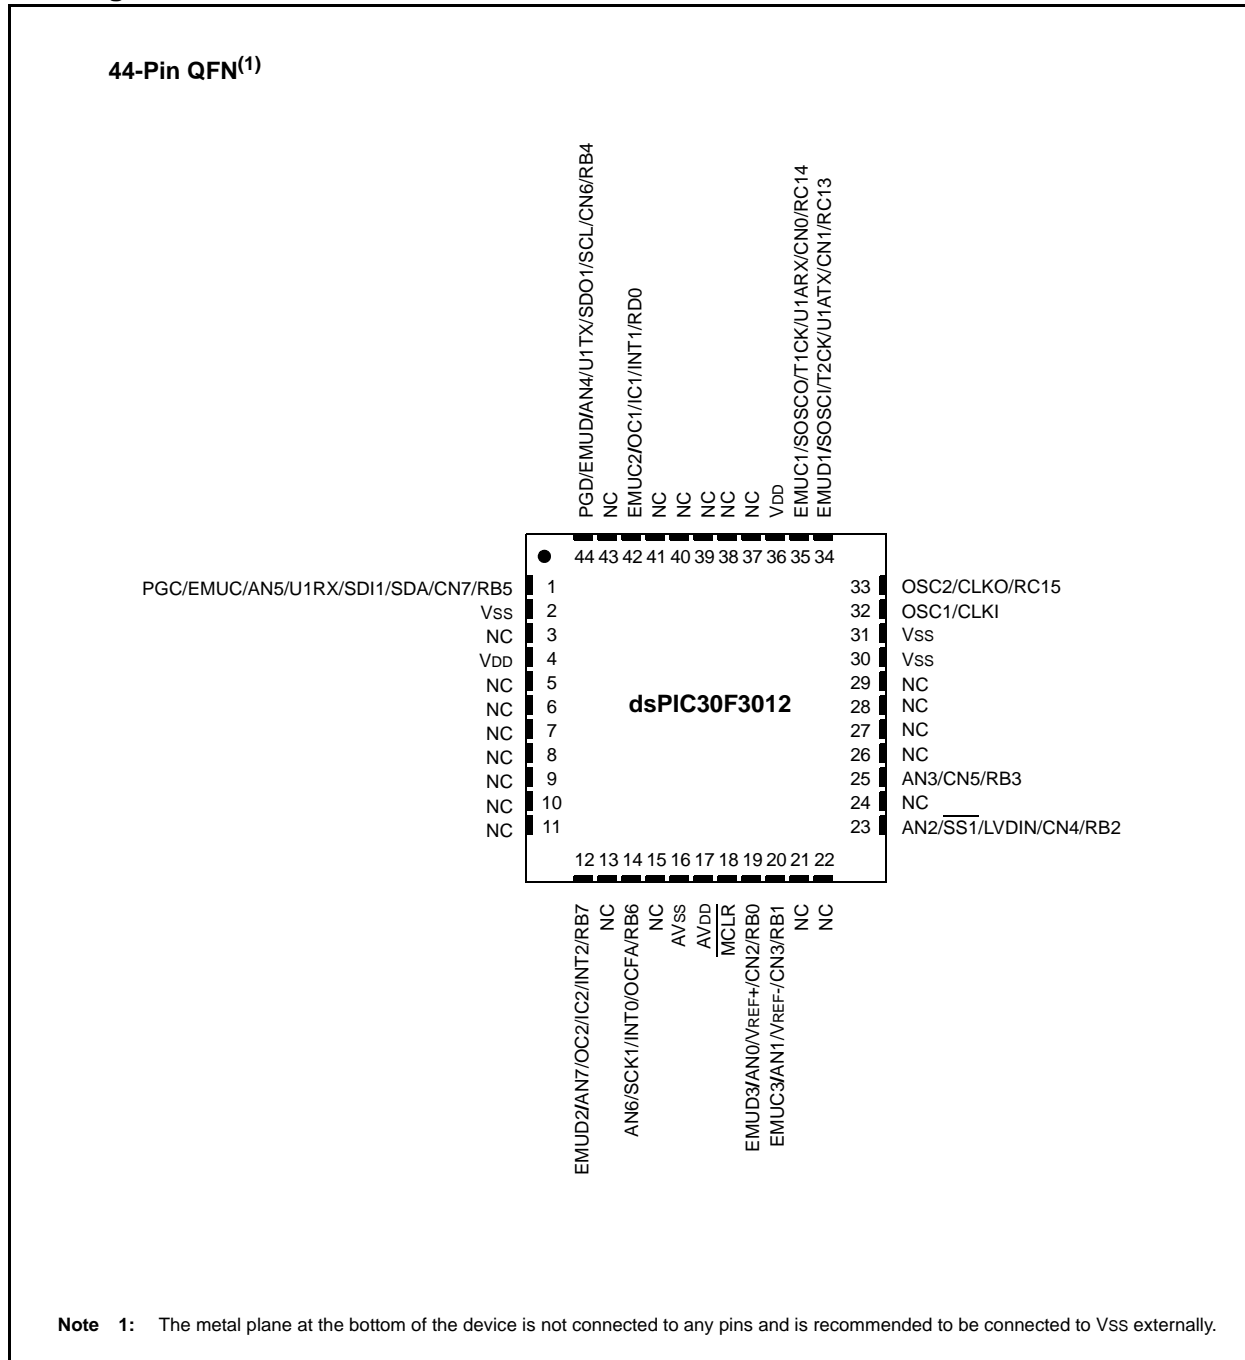 44-Pin QFN(1)
PGD/EMUD/AN4/U1TX/SDO1/SCL/CN6/RB4
NC
EMUC2/OC1/IC1/INT1/RD0
NC
NC
NC
NC
NC
VDD
EMUC1/SOSCO/T1CK/U1ARX/CN0/RC14
EMUD1/SOSCI/T2CK/U1ATX/CN1/RC13
44 43 42 41 40 39 38 37 36 35 34
PGC/EMUC/AN5/U1RX/SDI1/SDA/CN7/RB5 1
VSS 2
NC 3
VDD 4
NC 5
NC 6
NC 7
NC 8
NC 9
NC 10
NC 11
dsPIC30F3012
33 OSC2/CLKO/RC15
32 OSC1/CLKI
31 VSS
30 VSS
29 NC
28 NC
27 NC
26 NC
25 AN3/CN5/RB3
24 NC
23 AN2/SS1/LVDIN/CN4/RB2
12 13 14 15 16 17 18 19 20 21 22
EMUD2/AN7/OC2/IC2/INT2/RB7
NC
AN6/SCK1/INT0/OCFA/RB6
NC
AVSS
AVDD
MCLR
EMUD3/AN0/VREF+/CN2/RB0
EMUC3/AN1/VREF-/CN3/RB1
NC
NC
Note 1: The metal plane at the bottom of the device is not connected to any pins and is recommended to be connected to VSS externally.